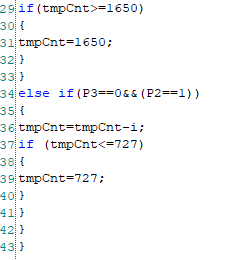 29 if(tmpCnt>=1650)
30 {
31 tmpCnt=1650;
32 }
33 }
34 else if(P3==0&&(P2==1))
35 {
36 tmpCnt=tmpCnt-i;
37 if (tmpCnt<=727)
38 {
39 tmpCnt=727;
40 }
41 }
42 }
43 }